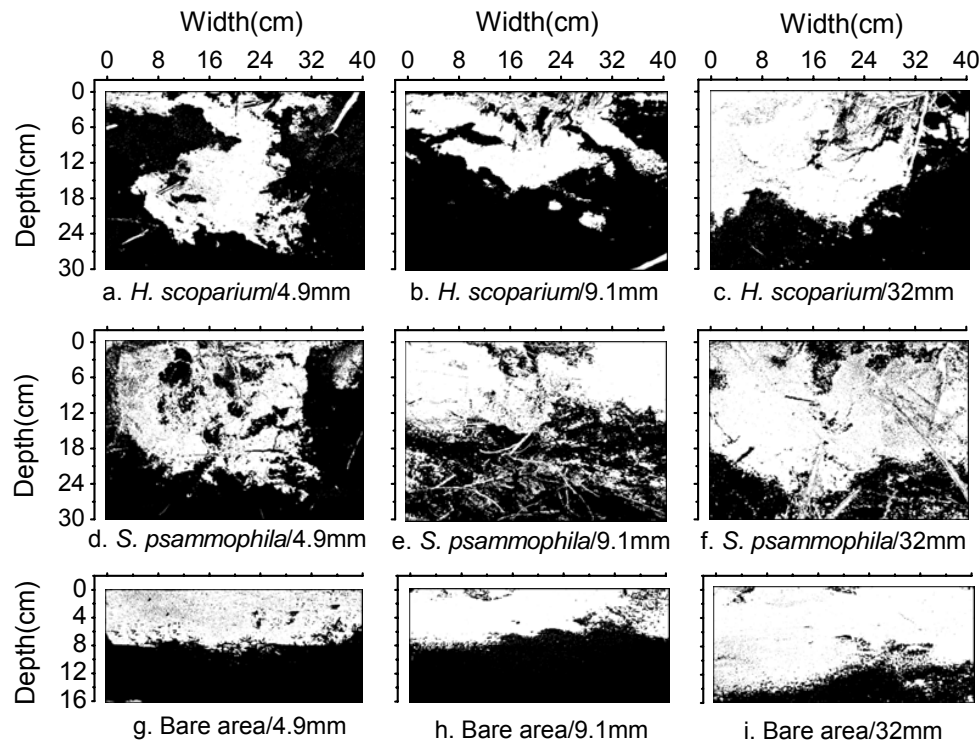 Width(cm) Width(cm) Width(cm)
0 8 16 24 32 40 0 8 16 24 32 40 0 8 16 24 32 40
Depth(cm)
0
6
12
18
24
30
a. H. scoparium/4.9mm b. H. scoparium/9.1mm c. H. scoparium/32mm
Depth(cm)
0
6
12
18
24
30
d. S. psammophila/4.9mm e. S. psammophila/9.1mm f. S. psammophila/32mm
Depth(cm)
0
4
8
12
16
g. Bare area/4.9mm h. Bare area/9.1mm i. Bare area/32mm